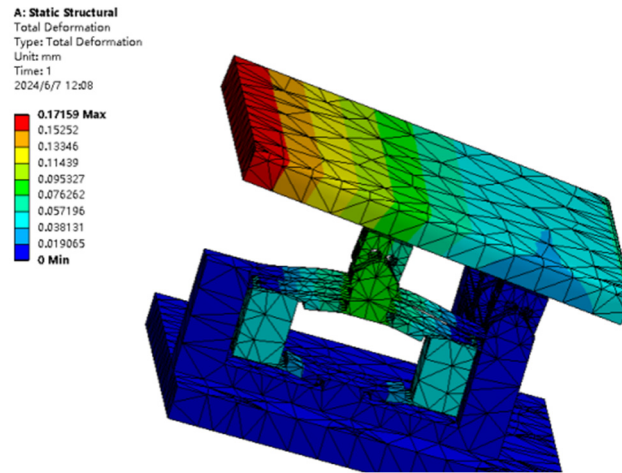 A: Static Structural
Total Deformation
Type: Total Deformation
Unit: mm
Time: 1
2024/6/7 12:08
0.17159 Max
0.15252
0.13346
0.11439
0.095327
0.076262
0.057196
0.038131
0.019065
0 Min